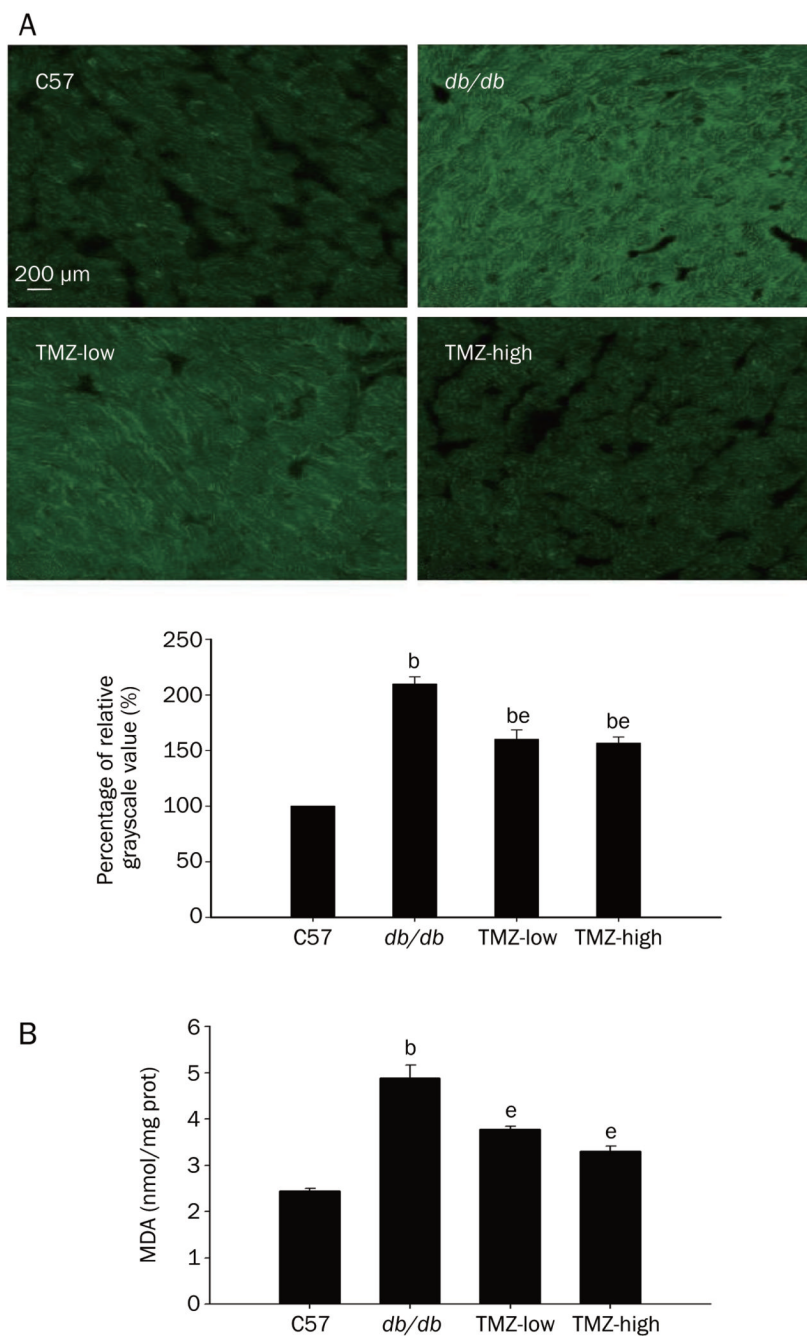 A
C57
db/db
200 μm
TMZ-low
TMZ-high
Percentage of relative
grayscale value (%)
250
200
150
100
50
0
b
be
be
C57
db/db
TMZ-low
TMZ-high
B
MDA (nmol/mg prot)
6
5
4
3
2
1
0
b
e
e
C57
db/db
TMZ-low
TMZ-high